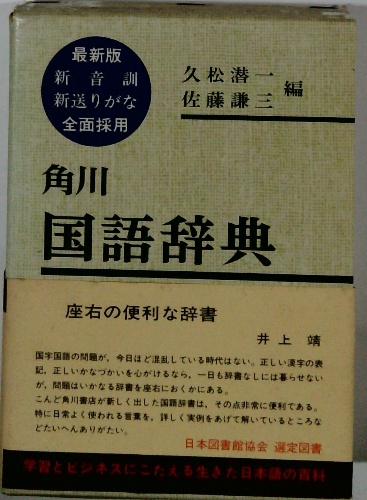 最新版
新音訓
新送りがな
全面採用
久松潜一
佐藤謙三
編
角川
国語辞典
座右の便利な辞書
井上靖
国字国語の問題が、今日ほど混乱している時代はない。正しい漢字の表
記、正しいかなづかいを心がけるなら、一日も辞書なしには暮らせない
が、問題はいかなる辞書を座右におくかにある。
こんど角川書店が新しく出した国語辞書は、その点非常に便利である。
特に日常よく使われる言葉を、詳しく実例をあげて解いているところな
どたいへんありがたい。
日本図書館協会 選定図書
学習とビジネスにこたえる生きた日本語の百科